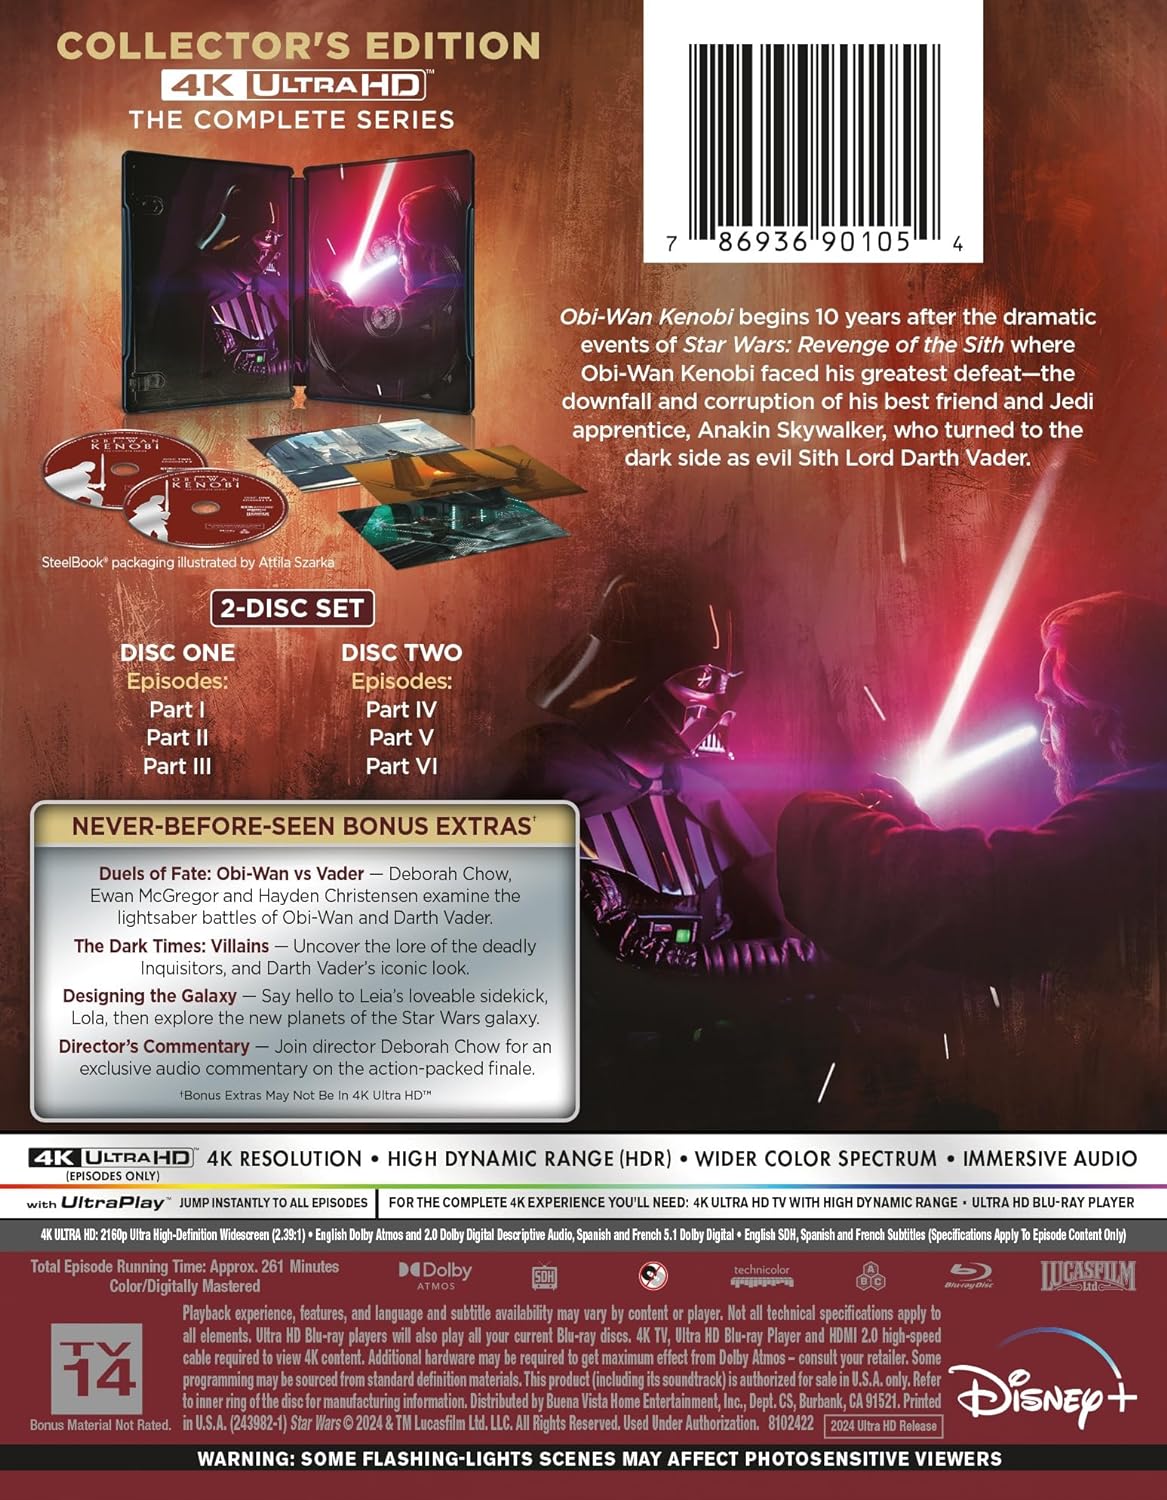 COLLECTOR'S EDITION
4K ULTRA HD™
THE COMPLETE SERIES
7 86936 90105 4
Obi-Wan Kenobi begins 10 years after the dramatic
events of Star Wars: Revenge of the Sith where
Obi-Wan Kenobi faced his greatest defeat—the
downfall and corruption of his best friend and Jedi
apprentice, Anakin Skywalker, who turned to the
dark side as evil Sith Lord Darth Vader.
OBI-WAN
KENOBI
OBI-WAN
KENOBI
SteelBook® packaging illustrated by Attila Szarka
2-DISC SET
DISC ONE
Episodes:
Part I
Part II
Part III
DISC TWO
Episodes:
Part IV
Part V
Part VI
NEVER-BEFORE-SEEN BONUS EXTRAS†
Duels of Fate: Obi-Wan vs Vader — Deborah Chow,
Ewan McGregor and Hayden Christensen examine the
lightsaber battles of Obi-Wan and Darth Vader.
The Dark Times: Villains — Uncover the lore of the deadly
Inquisitors, and Darth Vader's iconic look.
Designing the Galaxy — Say hello to Leia's loveable sidekick,
Lola, then explore the new planets of the Star Wars galaxy.
Director's Commentary — Join director Deborah Chow for an
exclusive audio commentary on the action-packed finale.
†Bonus Extras May Not Be In 4K Ultra HD™
4K ULTRA HD™ 4K RESOLUTION • HIGH DYNAMIC RANGE (HDR) • WIDER COLOR SPECTRUM • IMMERSIVE AUDIO
(EPISODES ONLY)
with UltraPlay™ JUMP INSTANTLY TO ALL EPISODES FOR THE COMPLETE 4K EXPERIENCE YOU'LL NEED: 4K ULTRA HD TV WITH HIGH DYNAMIC RANGE • ULTRA HD BLU-RAY PLAYER
4K ULTRA HD: 2160p Ultra High-Definition Widescreen (2.39:1) • English Dolby Atmos and 2.0 Dolby Digital Descriptive Audio, Spanish and French 5.1 Dolby Digital • English SDH, Spanish and French Subtitles (Specifications Apply To Episode Content Only)
Total Episode Running Time: Approx. 261 Minutes
Color/Digitally Mastered
Dolby
ATMOS
SDH
technicolor
A
B C
Blu-ray Disc
LUCASFILM
Ltd
TV
14
Bonus Material Not Rated.
Playback experience, features, and language and subtitle availability may vary by content or player. Not all technical specifications apply to
all elements. Ultra HD Blu-ray players will also play all your current Blu-ray discs. 4K TV, Ultra HD Blu-ray Player and HDMI 2.0 high-speed
cable required to view 4K content. Additional hardware may be required to get maximum effect from Dolby Atmos – consult your retailer. Some
programming may be sourced from standard definition materials. This product (including its soundtrack) is authorized for sale in U.S.A. only. Refer
to inner ring of the disc for manufacturing information. Distributed by Buena Vista Home Entertainment, Inc., Dept. CS, Burbank, CA 91521. Printed
in U.S.A. (243982-1) Star Wars © 2024 & TM Lucasfilm Ltd. LLC. All Rights Reserved. Used Under Authorization. 8102422 2024 Ultra HD Release
Disney+
WARNING: SOME FLASHING-LIGHTS SCENES MAY AFFECT PHOTOSENSITIVE VIEWERS